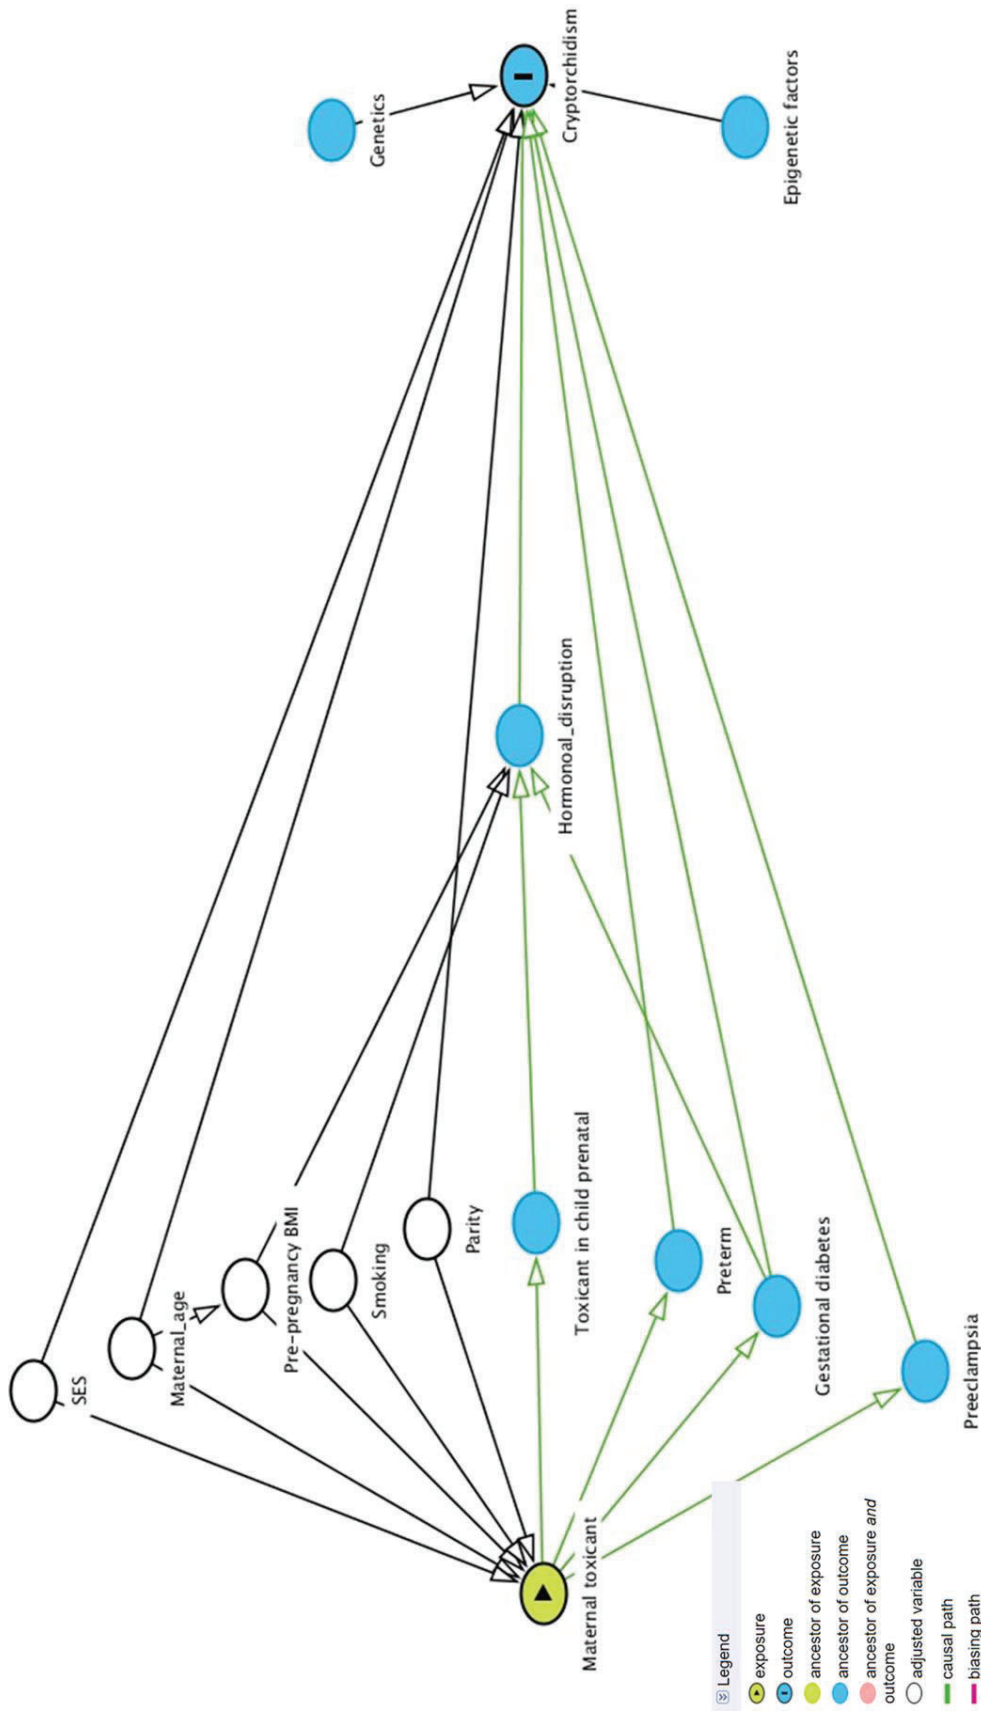 SES
Maternal_age
Pre-pregnancy BMI
Smoking
Parity
Maternal toxicant
Toxicant in child prenatal
Preterm
Gestational diabetes
Preeclampsia
Hormonoal_disruption
Genetics
Cryptorchidism
Epigenetic factors
Legend
exposure
outcome
ancestor of exposure
ancestor of outcome
ancestor of exposure and
outcome
adjusted variable
causal path
biasing path